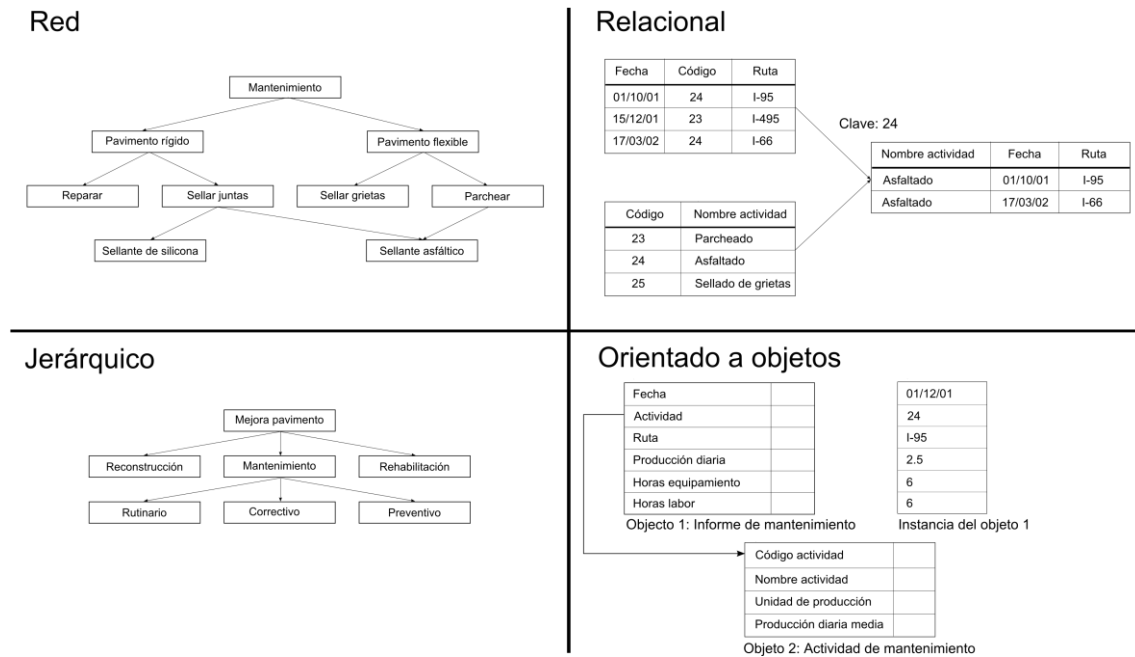 Red
Mantenimiento
Pavimento rígido Pavimento flexible
Reparar Sellar juntas Sellar grietas Parchear
Sellante de silicona Sellante asfáltico
Relacional
Fecha Código Ruta
01/10/01 24 I-95
15/12/01 23 I-495
17/03/02 24 I-66
Clave: 24
Nombre actividad Fecha Ruta
Asfaltado 01/10/01 I-95
Asfaltado 17/03/02 I-66
Código Nombre actividad
23 Parcheado
24 Asfaltado
25 Sellado de grietas
Jerárquico
Mejora pavimento
Reconstrucción Mantenimiento Rehabilitación
Rutinario Correctivo Preventivo
Orientado a objetos
Fecha 01/12/01
Actividad 24
Ruta I-95
Producción diaria 2.5
Horas equipamiento 6
Horas labor 6
Objecto 1: Informe de mantenimiento Instancia del objeto 1
Código actividad
Nombre actividad
Unidad de producción
Producción diaria media
Objeto 2: Actividad de mantenimiento